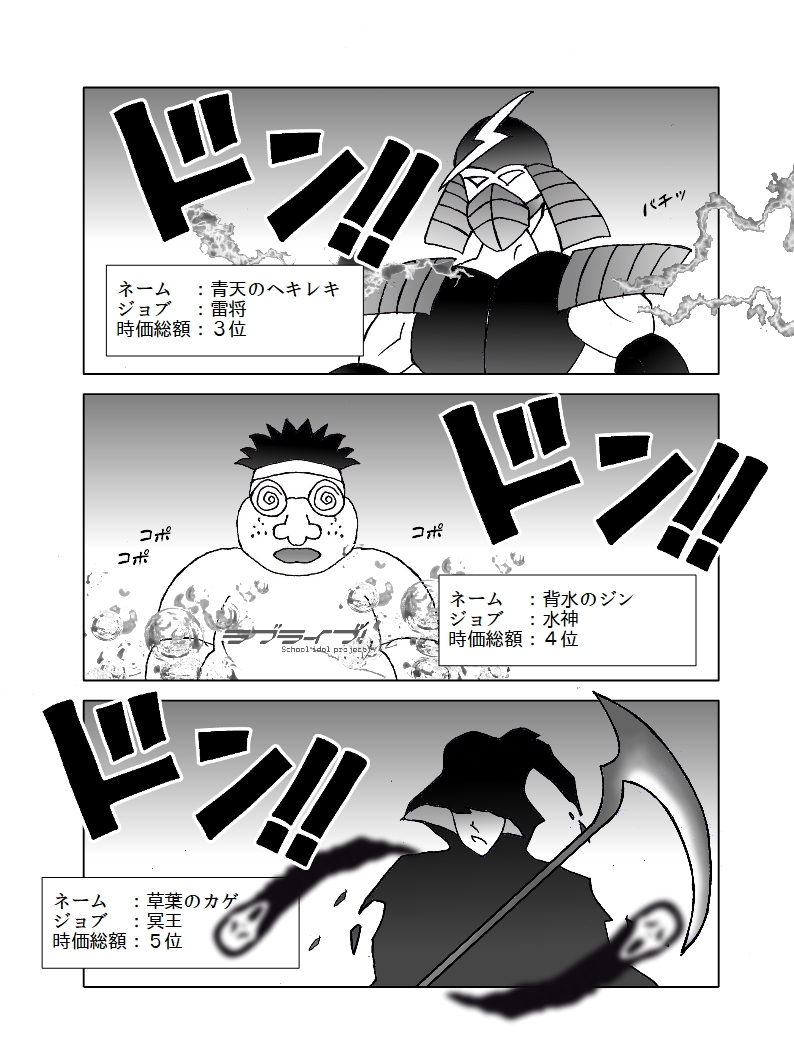 ドン!!
バチッ
ネーム　：青天のヘキレキ
ジョブ　：雷将
時価総額：３位
ドン!!
コポ
コポ
コポ
ラブライブ!
School idol project
ネーム　：背水のジン
ジョブ　：水神
時価総額：４位
ドン!!
ネーム　：草葉のカゲ
ジョブ　：冥王
時価総額：５位